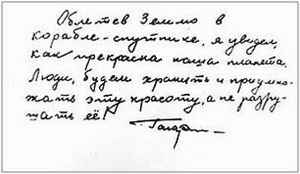 Облетев Землю в
корабле-спутнике, я увидел,
как прекрасна наша планета.
Люди, будем хранить и приумно-
жать эту красоту, а не разру-
шать её!
Гагарин